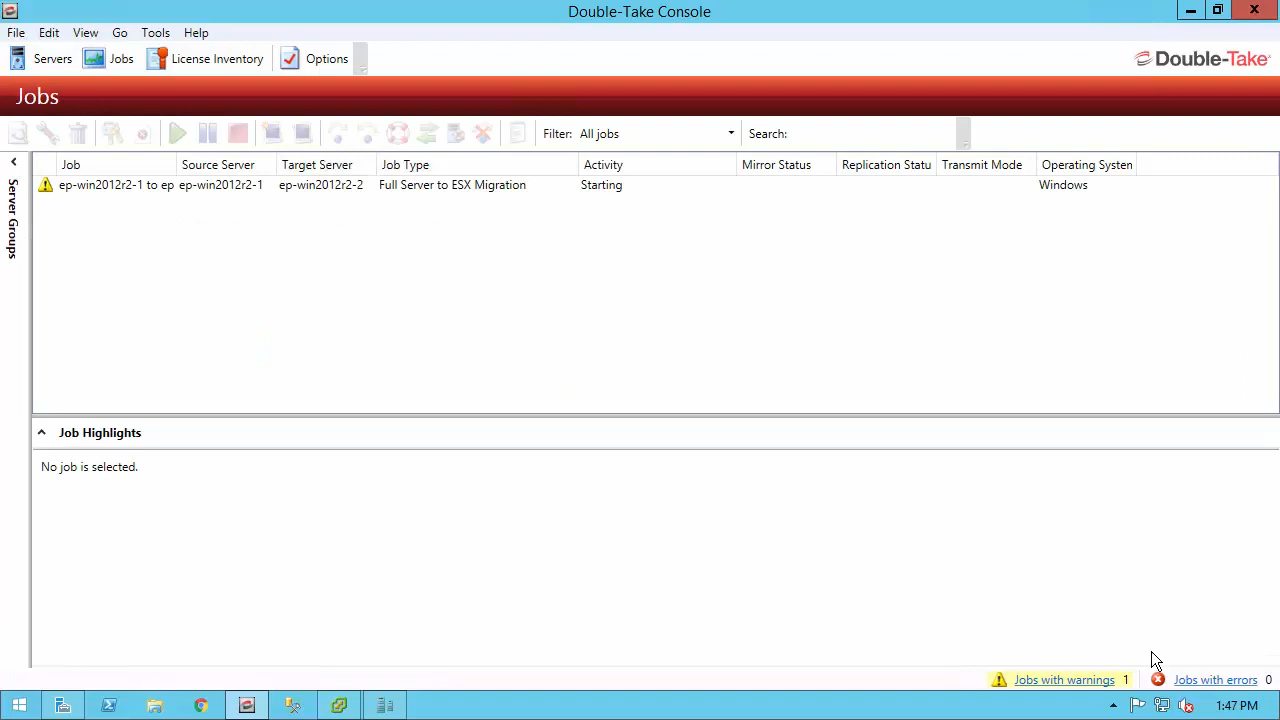 Double-Take Console
File Edit View Go Tools Help
Servers Jobs License Inventory Options Double-Take
Jobs
Filter: All jobs Search:
Server Groups
Job Source Server Target Server Job Type Activity Mirror Status Replication Statu Transmit Mode Operating System
ep-win2012r2-1 to ep ep-win2012r2-1 ep-win2012r2-2 Full Server to ESX Migration Starting Windows
Job Highlights
No job is selected.
Jobs with warnings 1 Jobs with errors 0
1:47 PM